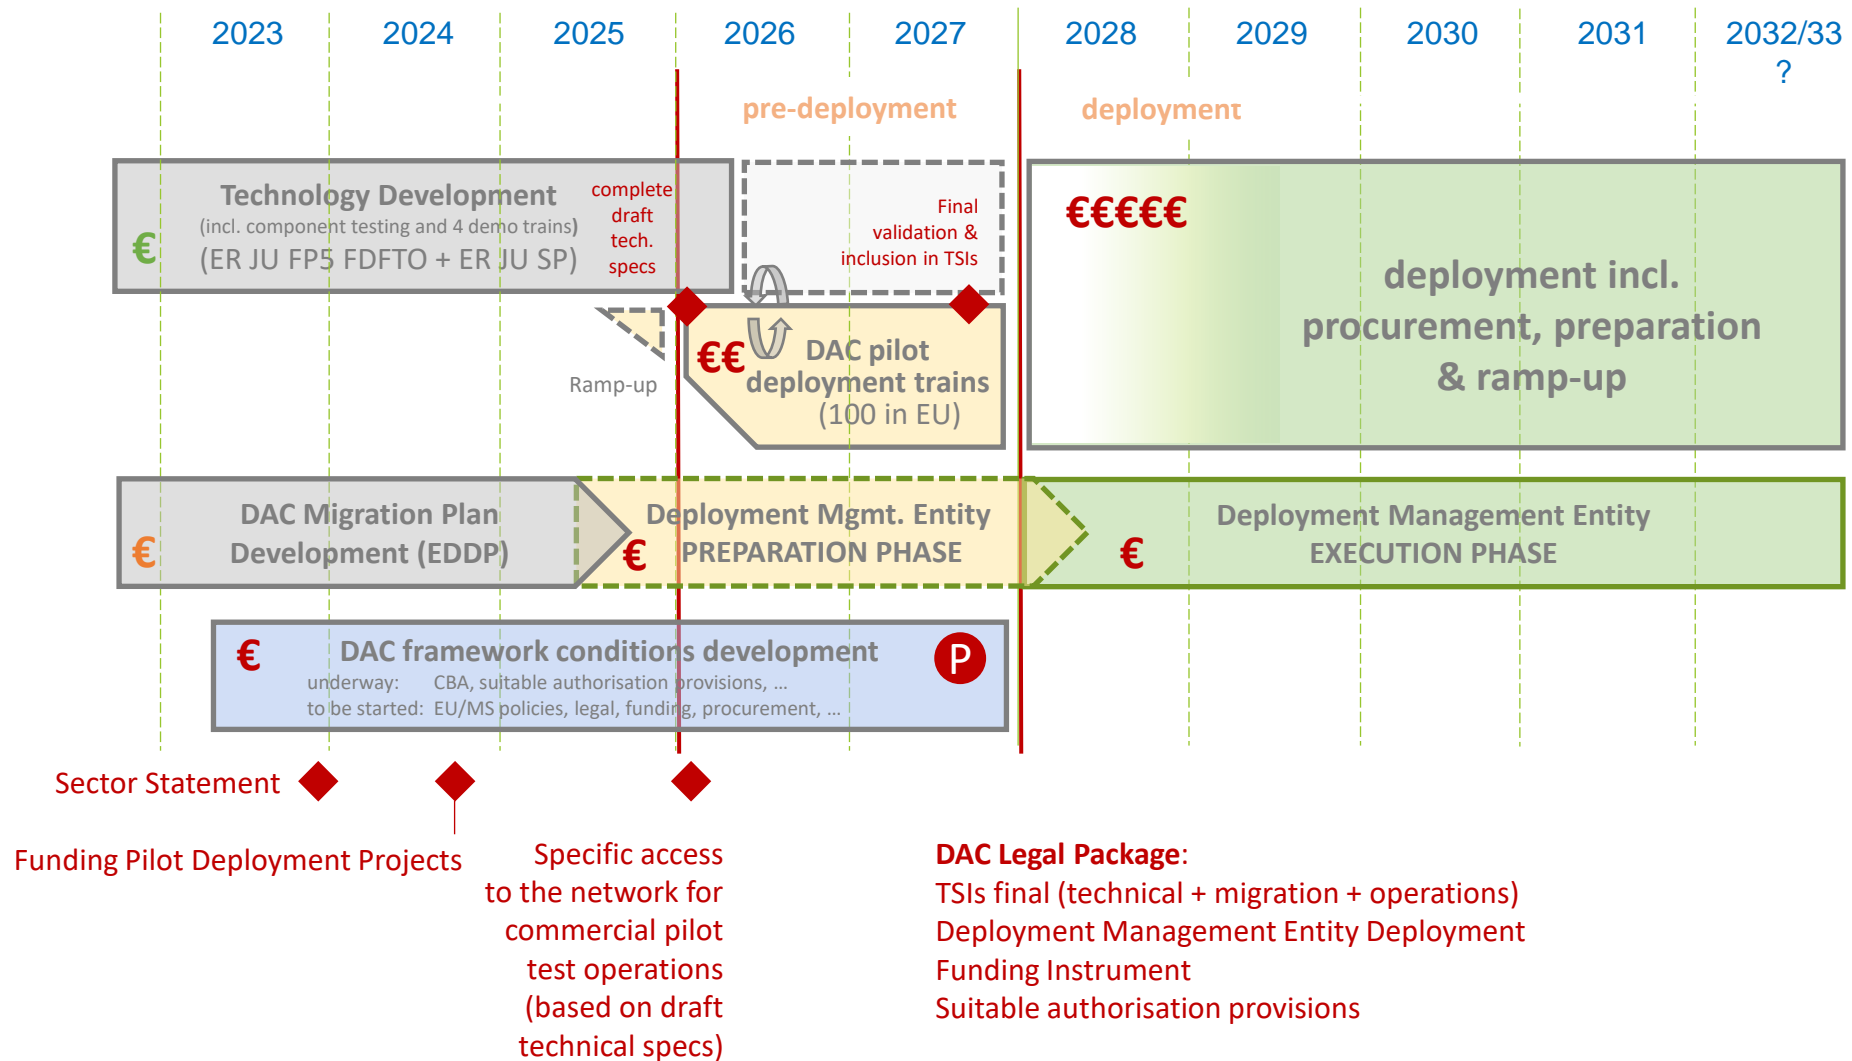 2023 2024 2025 2026 2027 2028 2029 2030 2031 2032/33
?
pre-deployment
deployment
Technology Development
(incl. component testing and 4 demo trains)
(ER JU FP5 FDFTO + ER JU SP)
€
complete
draft
tech.
specs
Final
validation &
inclusion in TSIs
€€€€€
deployment incl.
procurement, preparation
& ramp-up
Ramp-up
€€
DAC pilot
deployment trains
(100 in EU)
DAC Migration Plan
Development (EDDP)
€
Deployment Mgmt. Entity
PREPARATION PHASE
€
Deployment Management Entity
EXECUTION PHASE
€
€
DAC framework conditions development
underway: CBA, suitable authorisation provisions, ...
to be started: EU/MS policies, legal, funding, procurement, ...
P
Sector Statement
Funding Pilot Deployment Projects
Specific access
to the network for
commercial pilot
test operations
(based on draft
technical specs)
DAC Legal Package:
TSIs final (technical + migration + operations)
Deployment Management Entity Deployment
Funding Instrument
Suitable authorisation provisions